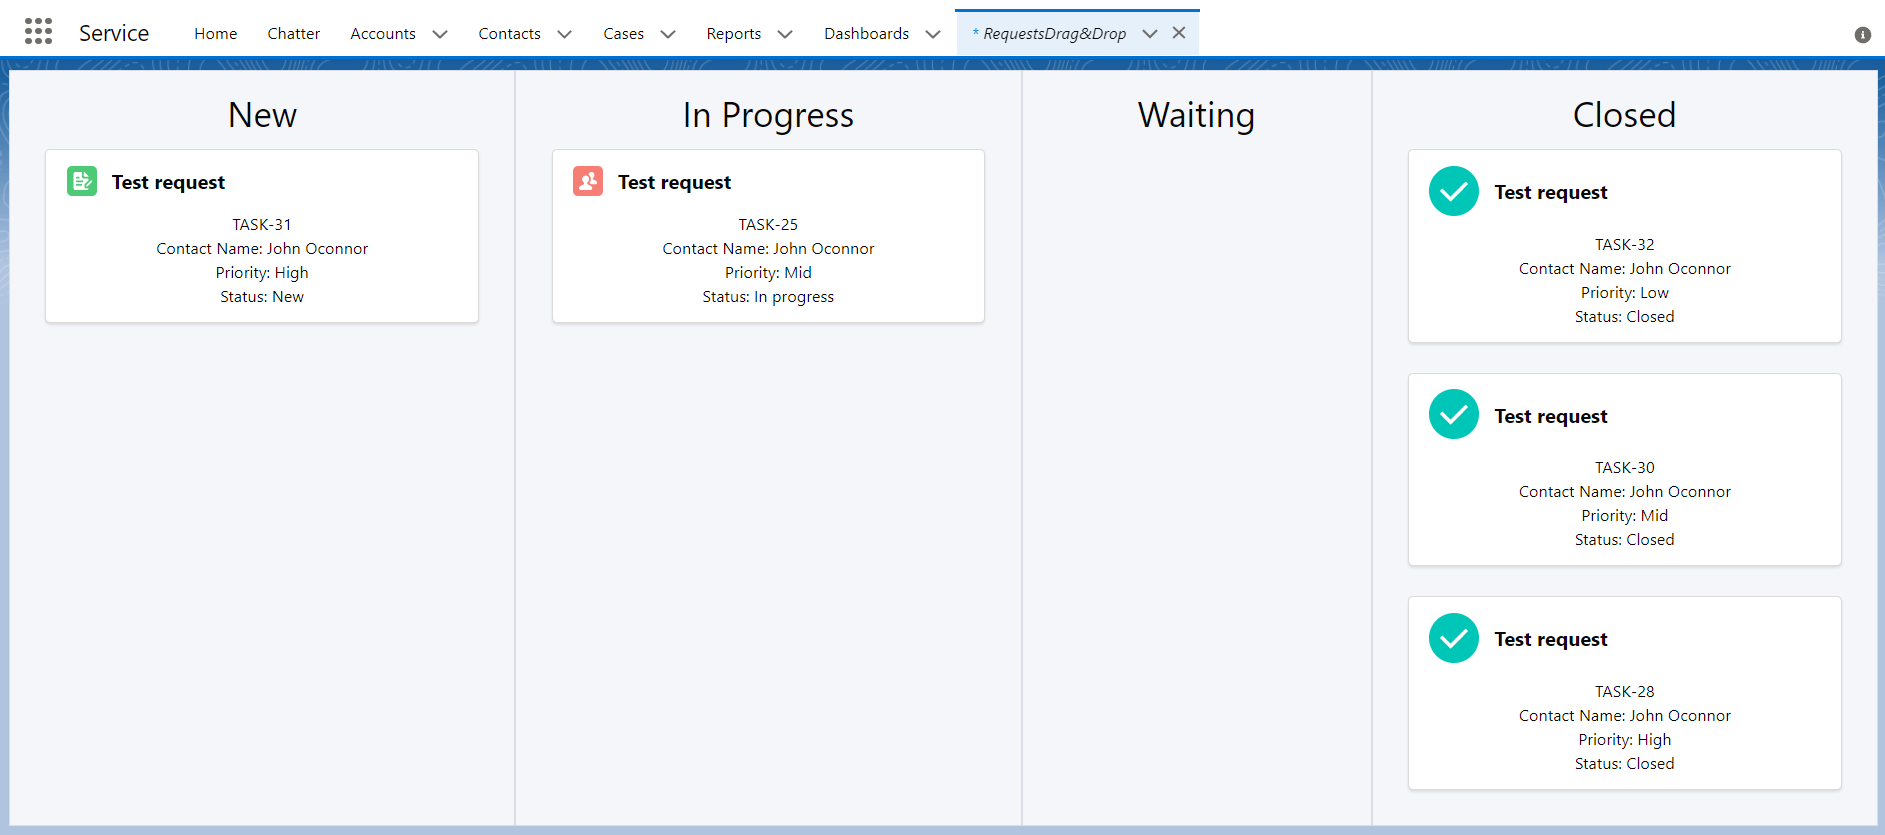 Service
Home
Chatter
Accounts
Contacts
Cases
Reports
Dashboards
* RequestsDrag&Drop
New
Test request
TASK-31
Contact Name: John Oconnor
Priority: High
Status: New
In Progress
Test request
TASK-25
Contact Name: John Oconnor
Priority: Mid
Status: In progress
Waiting
Closed
Test request
TASK-32
Contact Name: John Oconnor
Priority: Low
Status: Closed
Test request
TASK-30
Contact Name: John Oconnor
Priority: Mid
Status: Closed
Test request
TASK-28
Contact Name: John Oconnor
Priority: High
Status: Closed